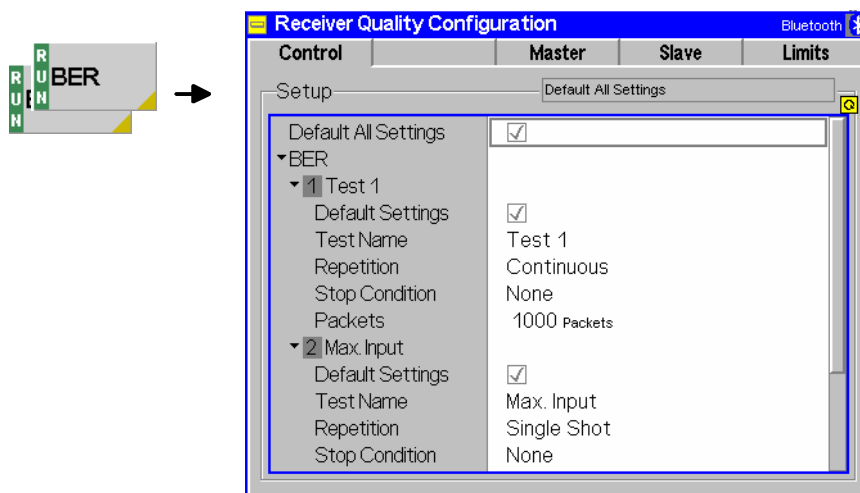 RUN BER
RUN
Receiver Quality Configuration Bluetooth
Control Master Slave Limits
Setup Default All Settings
Default All Settings
BER
1 Test 1
Default Settings
Test Name Test 1
Repetition Continuous
Stop Condition None
Packets 1000 Packets
2 Max. Input
Default Settings
Test Name Max. Input
Repetition Single Shot
Stop Condition None